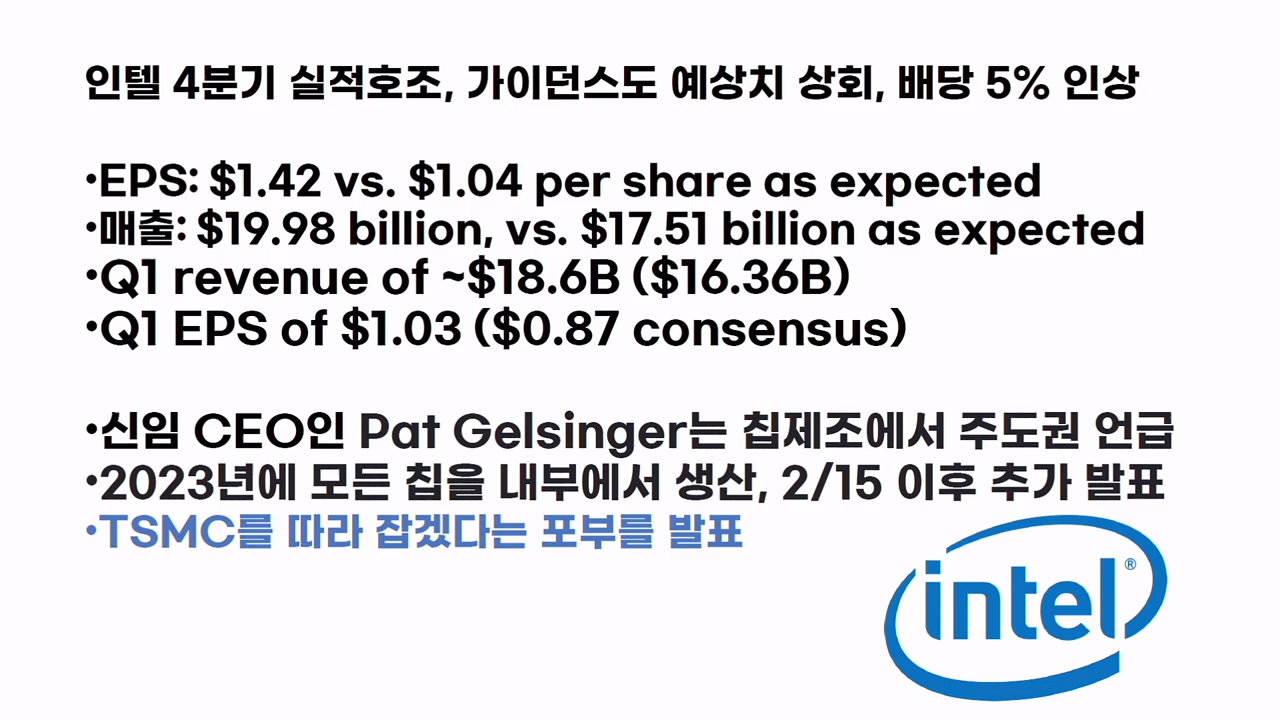 인텔 4분기 실적호조, 가이던스도 예상치 상회, 배당 5% 인상
•EPS: $1.42 vs. $1.04 per share as expected
•매출: $19.98 billion, vs. $17.51 billion as expected
•Q1 revenue of ~$18.6B ($16.36B)
•Q1 EPS of $1.03 ($0.87 consensus)
•신임 CEO인 Pat Gelsinger는 칩제조에서 주도권 언급
•2023년에 모든 칩을 내부에서 생산, 2/15 이후 추가 발표
•TSMC를 따라 잡겠다는 포부를 발표
intel®